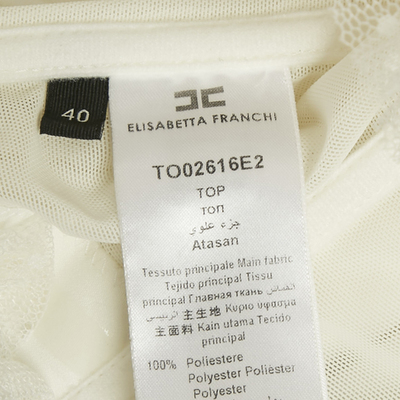 40
ELISABETTA FRANCHI
TO02616E2
TOP
ТОП
جزء علوي
Atasan
Tessuto principale Main fabric
Tejido principal Tissu
principal Главная ткань القماش
الرئيسي 主生地 Κύριο ύφασμα
主面料 Kain utama Tecido
principal
100% Poliestere
Polyester Polièster
Polyester